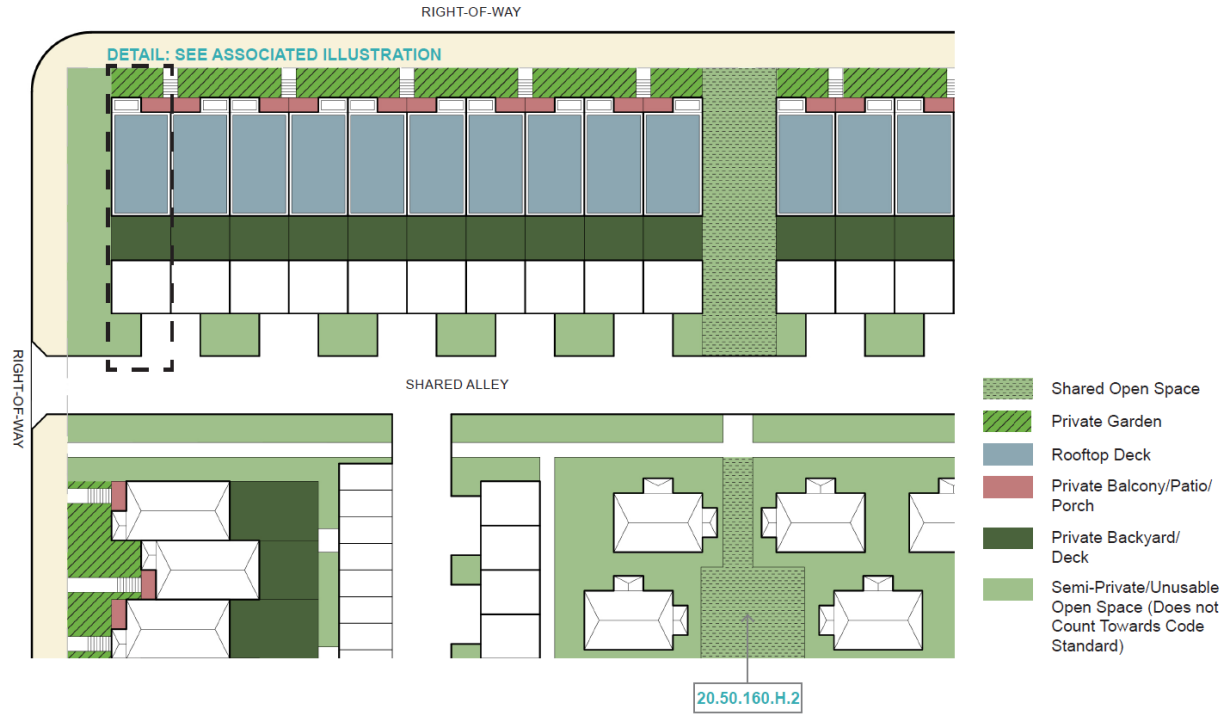 RIGHT-OF-WAY
DETAIL: SEE ASSOCIATED ILLUSTRATION
RIGHT-OF-WAY
SHARED ALLEY
Shared Open Space
Private Garden
Rooftop Deck
Private Balcony/Patio/
Porch
Private Backyard/
Deck
Semi-Private/Unusable
Open Space (Does not
Count Towards Code
Standard)
20.50.160.H.2